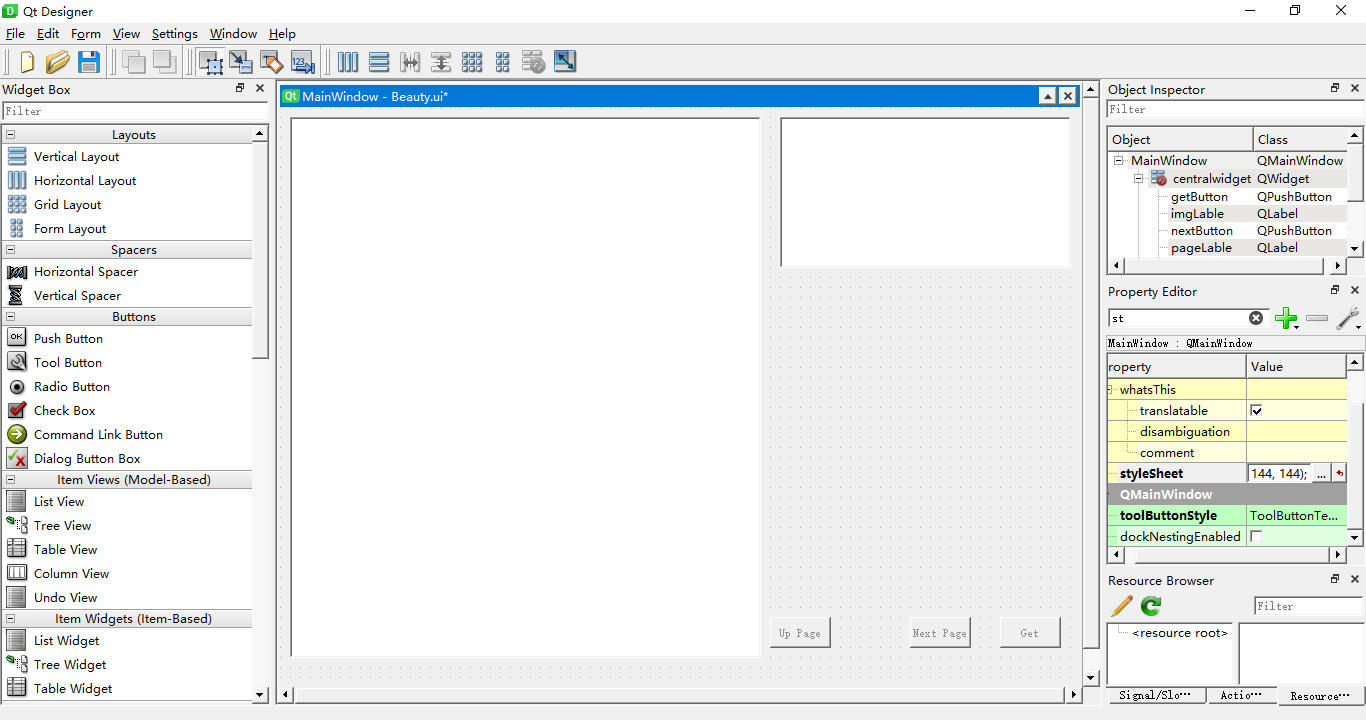 Qt Designer
File Edit Form View Settings Window Help
Widget Box
Filter
Layouts
Vertical Layout
Horizontal Layout
Grid Layout
Form Layout
Spacers
Horizontal Spacer
Vertical Spacer
Buttons
OK Push Button
Tool Button
Radio Button
Check Box
Command Link Button
Dialog Button Box
Item Views (Model-Based)
List View
Tree View
Table View
Column View
Undo View
Item Widgets (Item-Based)
List Widget
Tree Widget
Table Widget
Qt MainWindow - Beauty.ui*
Up Page
Next Page
Get
Object Inspector
Filter
Object Class
MainWindow QMainWindow
centralwidget QWidget
getButton QPushButton
imgLable QLabel
nextButton QPushButton
pageLable QLabel
Property Editor
st
MainWindow : QMainWindow
roperty Value
whatsThis
translatable
disambiguation
comment
styleSheet 144, 144); ...
QMainWindow
toolButtonStyle ToolButtonTe...
dockNestingEnabled
Resource Browser
Filter
<resource root>
Signal/Slo... Actio... Resource...